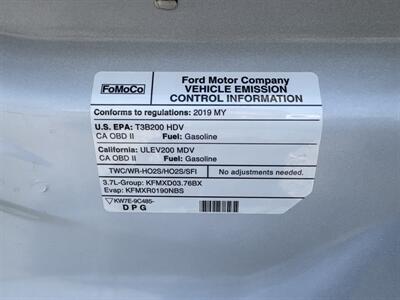 FoMoCo
Ford Motor Company
VEHICLE EMISSION
CONTROL INFORMATION
Conforms to regulations: 2019 MY
U.S. EPA: T3B200 HDV
CA OBD II Fuel: Gasoline
California: ULEV200 MDV
CA OBD II Fuel: Gasoline
TWC/WR-HO2S/HO2S/SFI No adjustments needed.
3.7L-Group: KFMXD03.76BX
Evap: KFMXR0190NBS
KW7E-9C485-
DPG